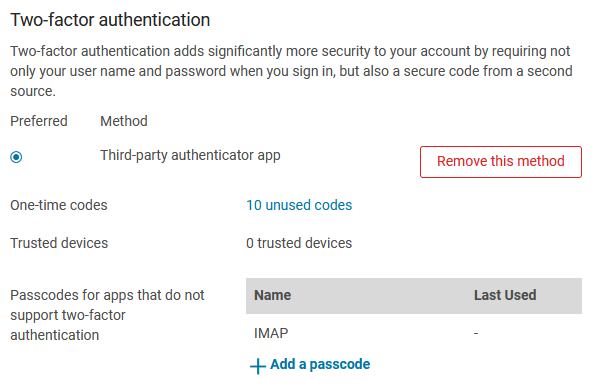 Two-factor authentication
Two-factor authentication adds significantly more security to your account by requiring not
only your user name and password when you sign in, but also a secure code from a second
source.
Preferred Method
Third-party authenticator app Remove this method
One-time codes 10 unused codes
Trusted devices 0 trusted devices
Passcodes for apps that do not
support two-factor
authentication
Name Last Used
IMAP -
+ Add a passcode